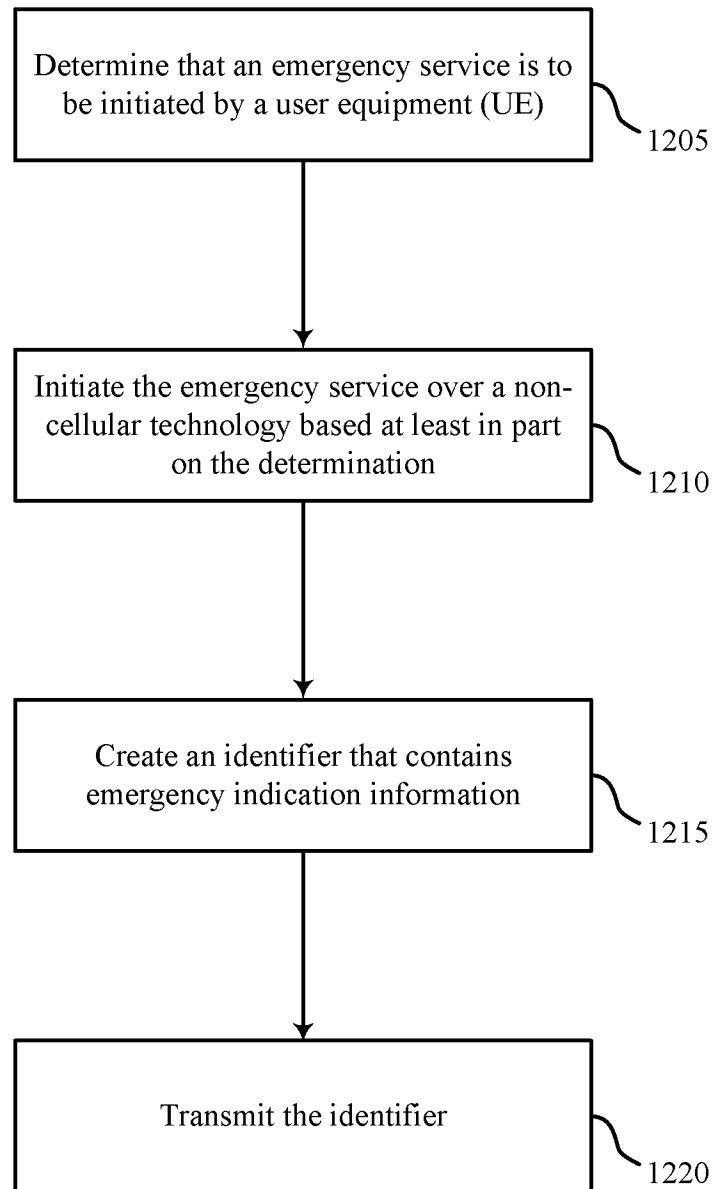 Determine that an emergency service is to
be initiated by a user equipment (UE)
1205
Initiate the emergency service over a non-
cellular technology based at least in part
on the determination
1210
Create an identifier that contains
emergency indication information
1215
Transmit the identifier
1220